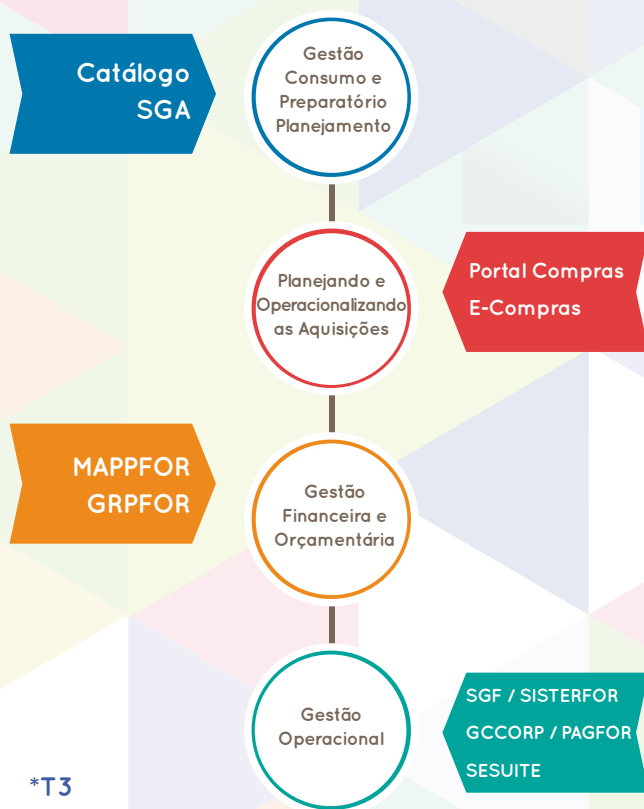 Catálogo
SGA
Gestão
Consumo e
Preparatório
Planejamento
Planejando e
Operacionalizando
as Aquisições
Portal Compras
E-Compras
MAPPFOR
GRPFOR
Gestão
Financeira e
Orçamentária
Gestão
Operacional
SGF / SISTERFOR
GCCORP / PAGFOR
SESUITE
*T3